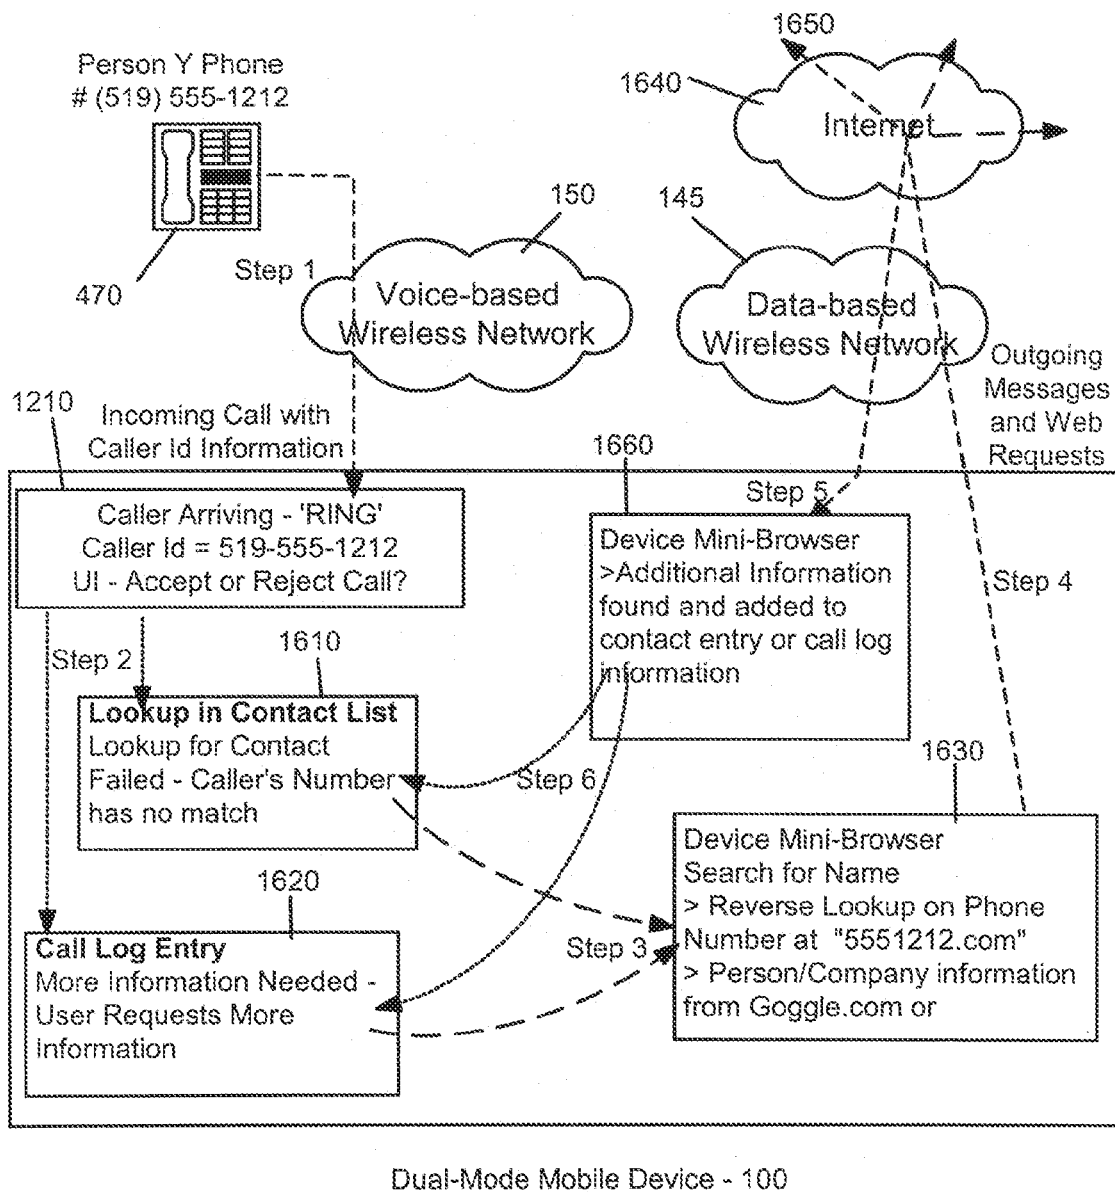 1650
Person Y Phone
# (519) 555-1212
1640
Internet
150
145
Step 1
470
Voice-based
Wireless Network
Data-based
Wireless Network
Outgoing
Messages
and Web
Requests
1210
Incoming Call with
Caller Id Information
1660
Caller Arriving - 'RING'
Caller Id = 519-555-1212
UI - Accept or Reject Call?
Step 5
Device Mini-Browser
>Additional Information
found and added to
contact entry or call log
information
Step 4
Step 2
1610
Lookup in Contact List
Lookup for Contact
Failed - Caller's Number
has no match
Step 6
1630
Device Mini-Browser
Search for Name
> Reverse Lookup on Phone
Number at "5551212.com"
> Person/Company information
from Goggle.com or
1620
Step 3
Call Log Entry
More Information Needed -
User Requests More
Information
Dual-Mode Mobile Device - 100